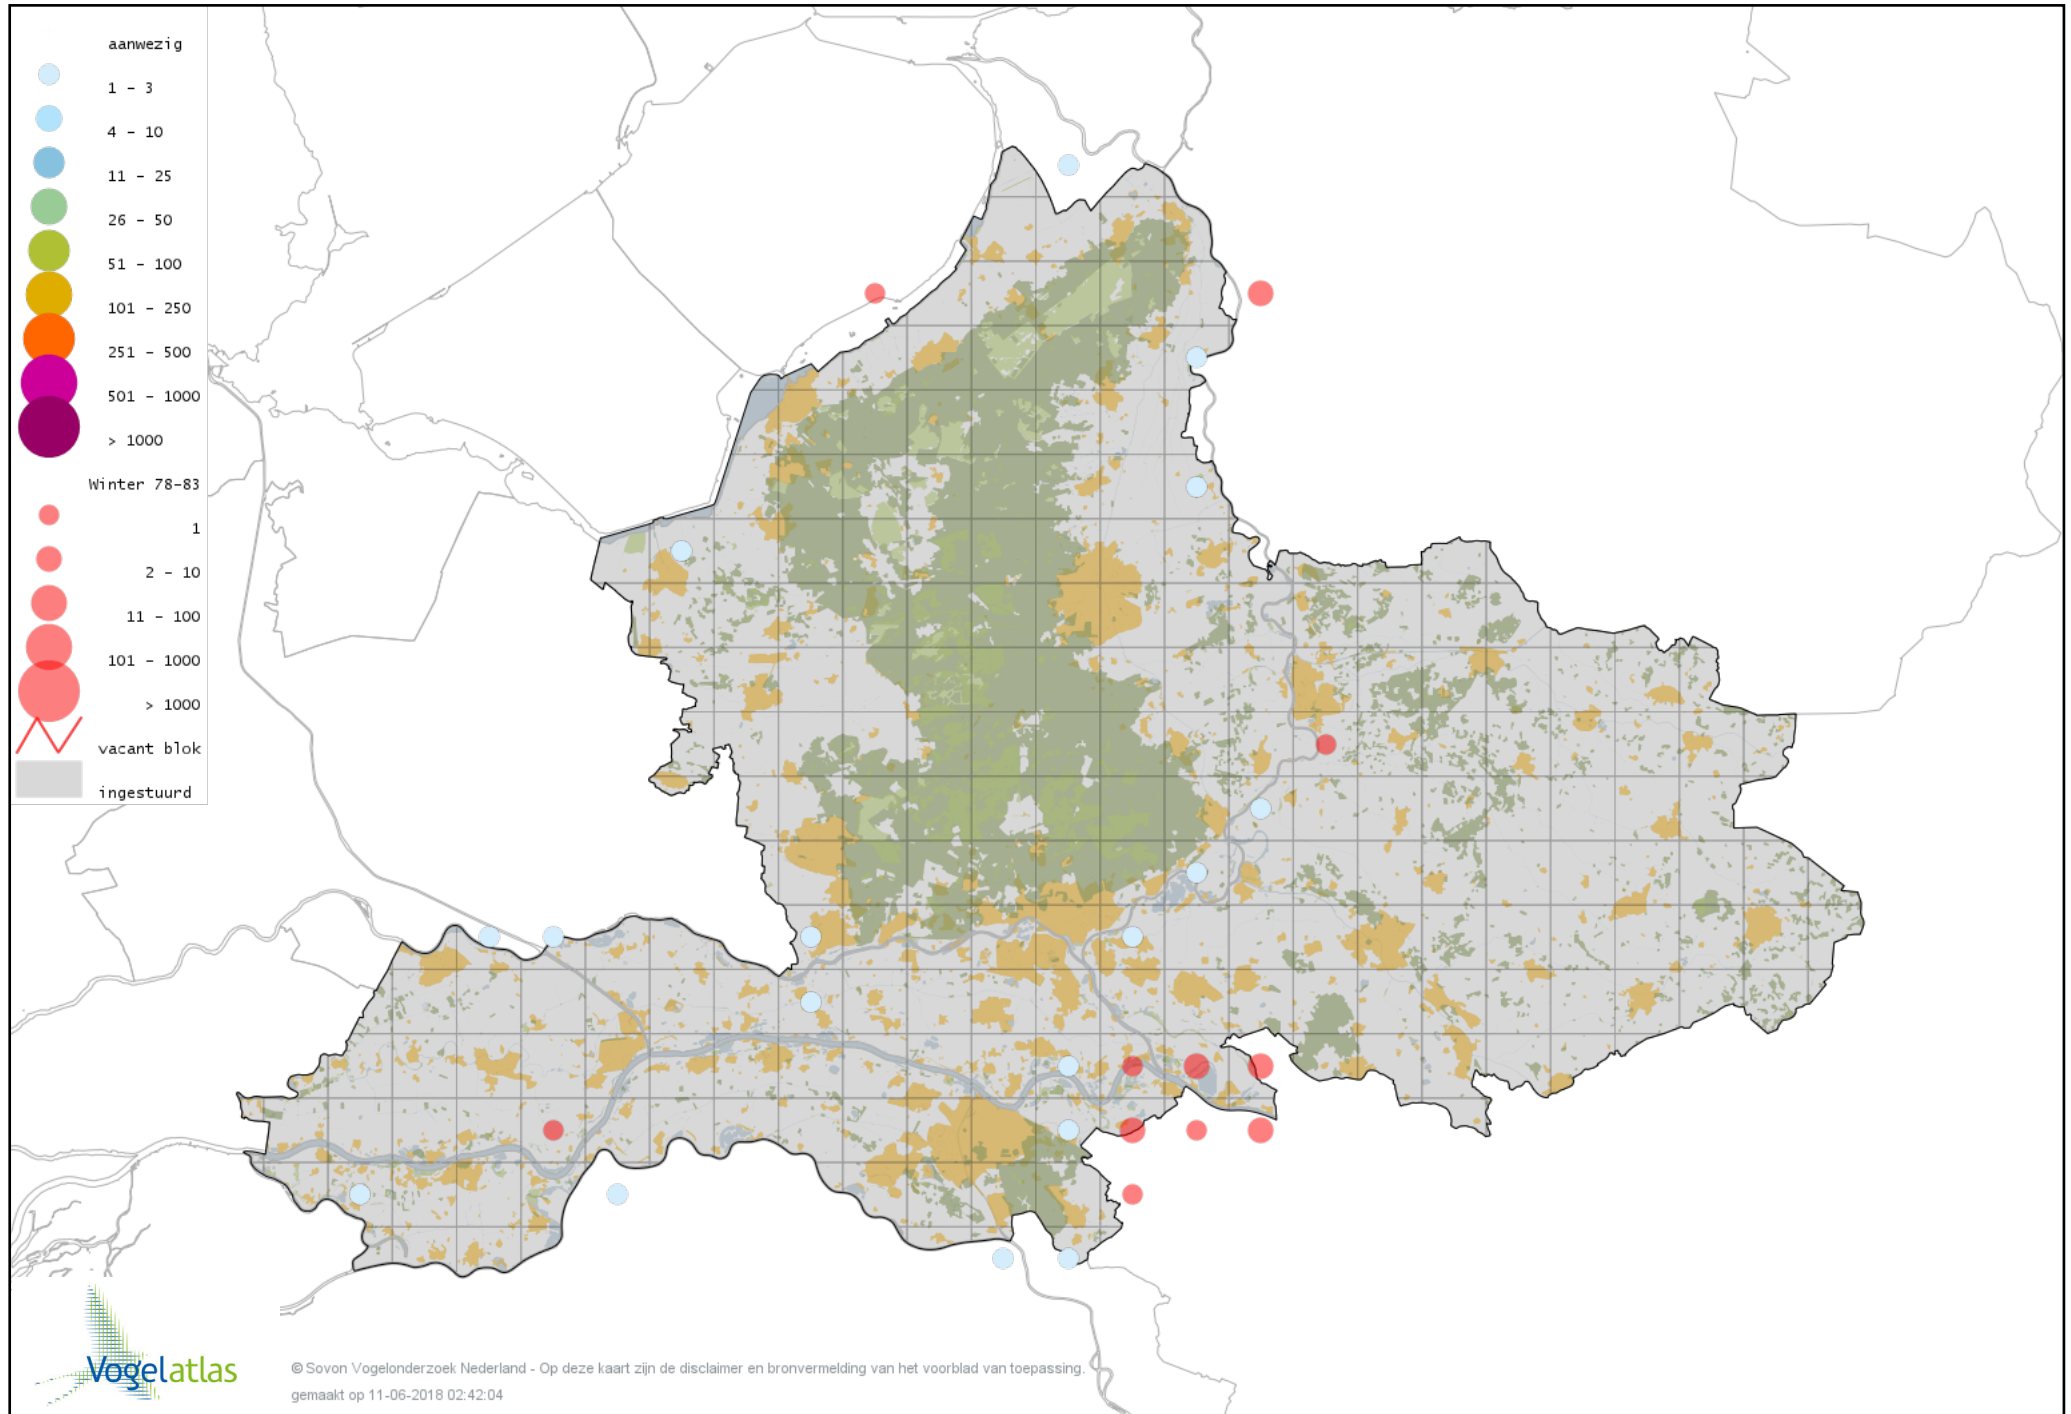 aanwezig
1 - 3
4 - 10
11 - 25
26 - 50
51 - 100
101 - 250
251 - 500
501 - 1000
> 1000
Winter 78-83
1
2 - 10
11 - 100
101 - 1000
> 1000
vacant blok
ingestuurd
Vogelatlas
© Sovon Vogelonderzoek Nederland - Op deze kaart zijn de disclaimer en bronvermelding van het voorblad van toepassing.
gemaakt op 11-06-2018 02:42:04